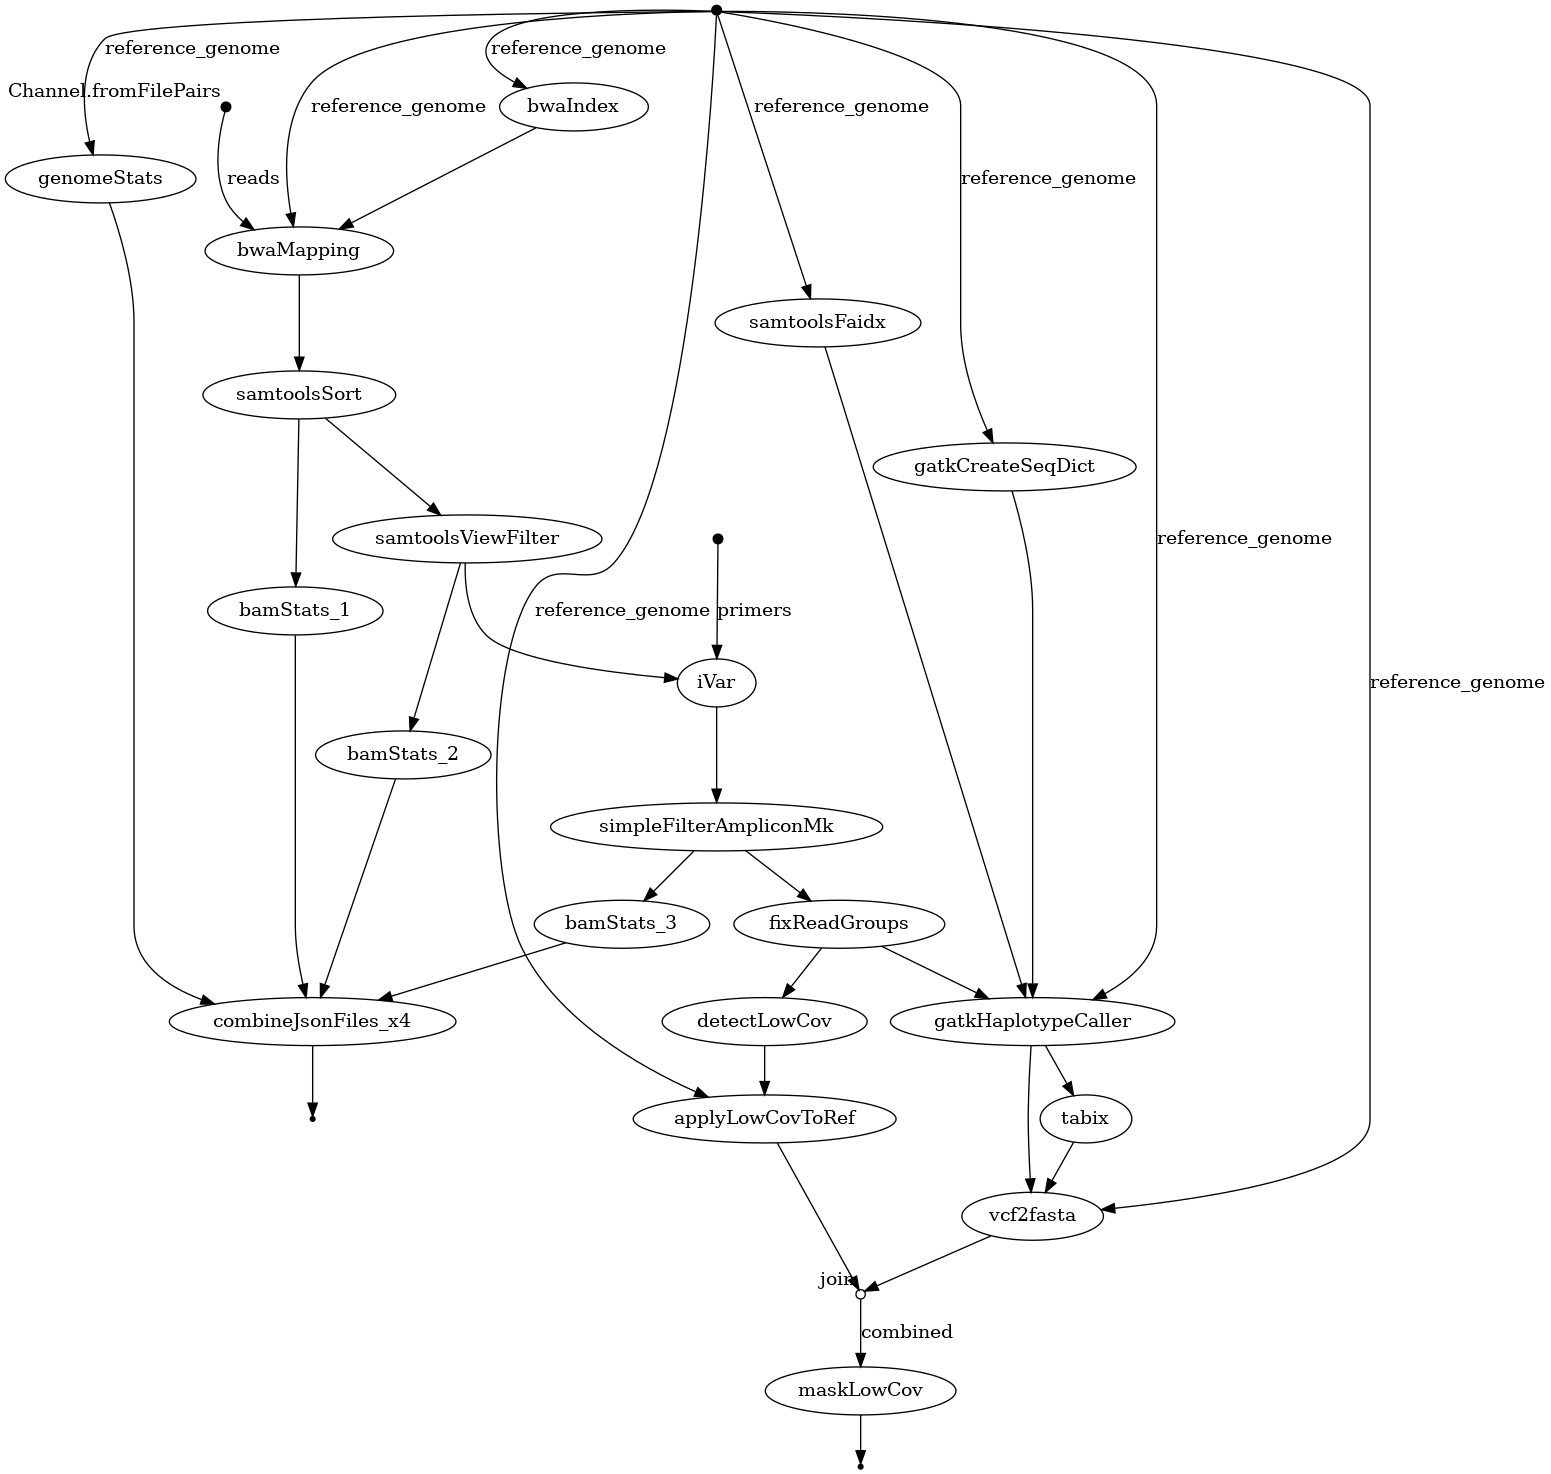 reference_genome
reference_genome
Channel.fromFilePairs
reference_genome
bwaIndex
reference_genome
genomeStats
reads
reference_genome
bwaMapping
samtoolsFaidx
samtoolsSort
gatkCreateSeqDict
samtoolsViewFilter
reference_genome
bamStats_1
reference_genome
primers
iVar
reference_genome
bamStats_2
simpleFilterAmpliconMk
bamStats_3
fixReadGroups
combineJsonFiles_x4
detectLowCov
gatkHaplotypeCaller
applyLowCovToRef
tabix
vcf2fasta
join
combined
maskLowCov